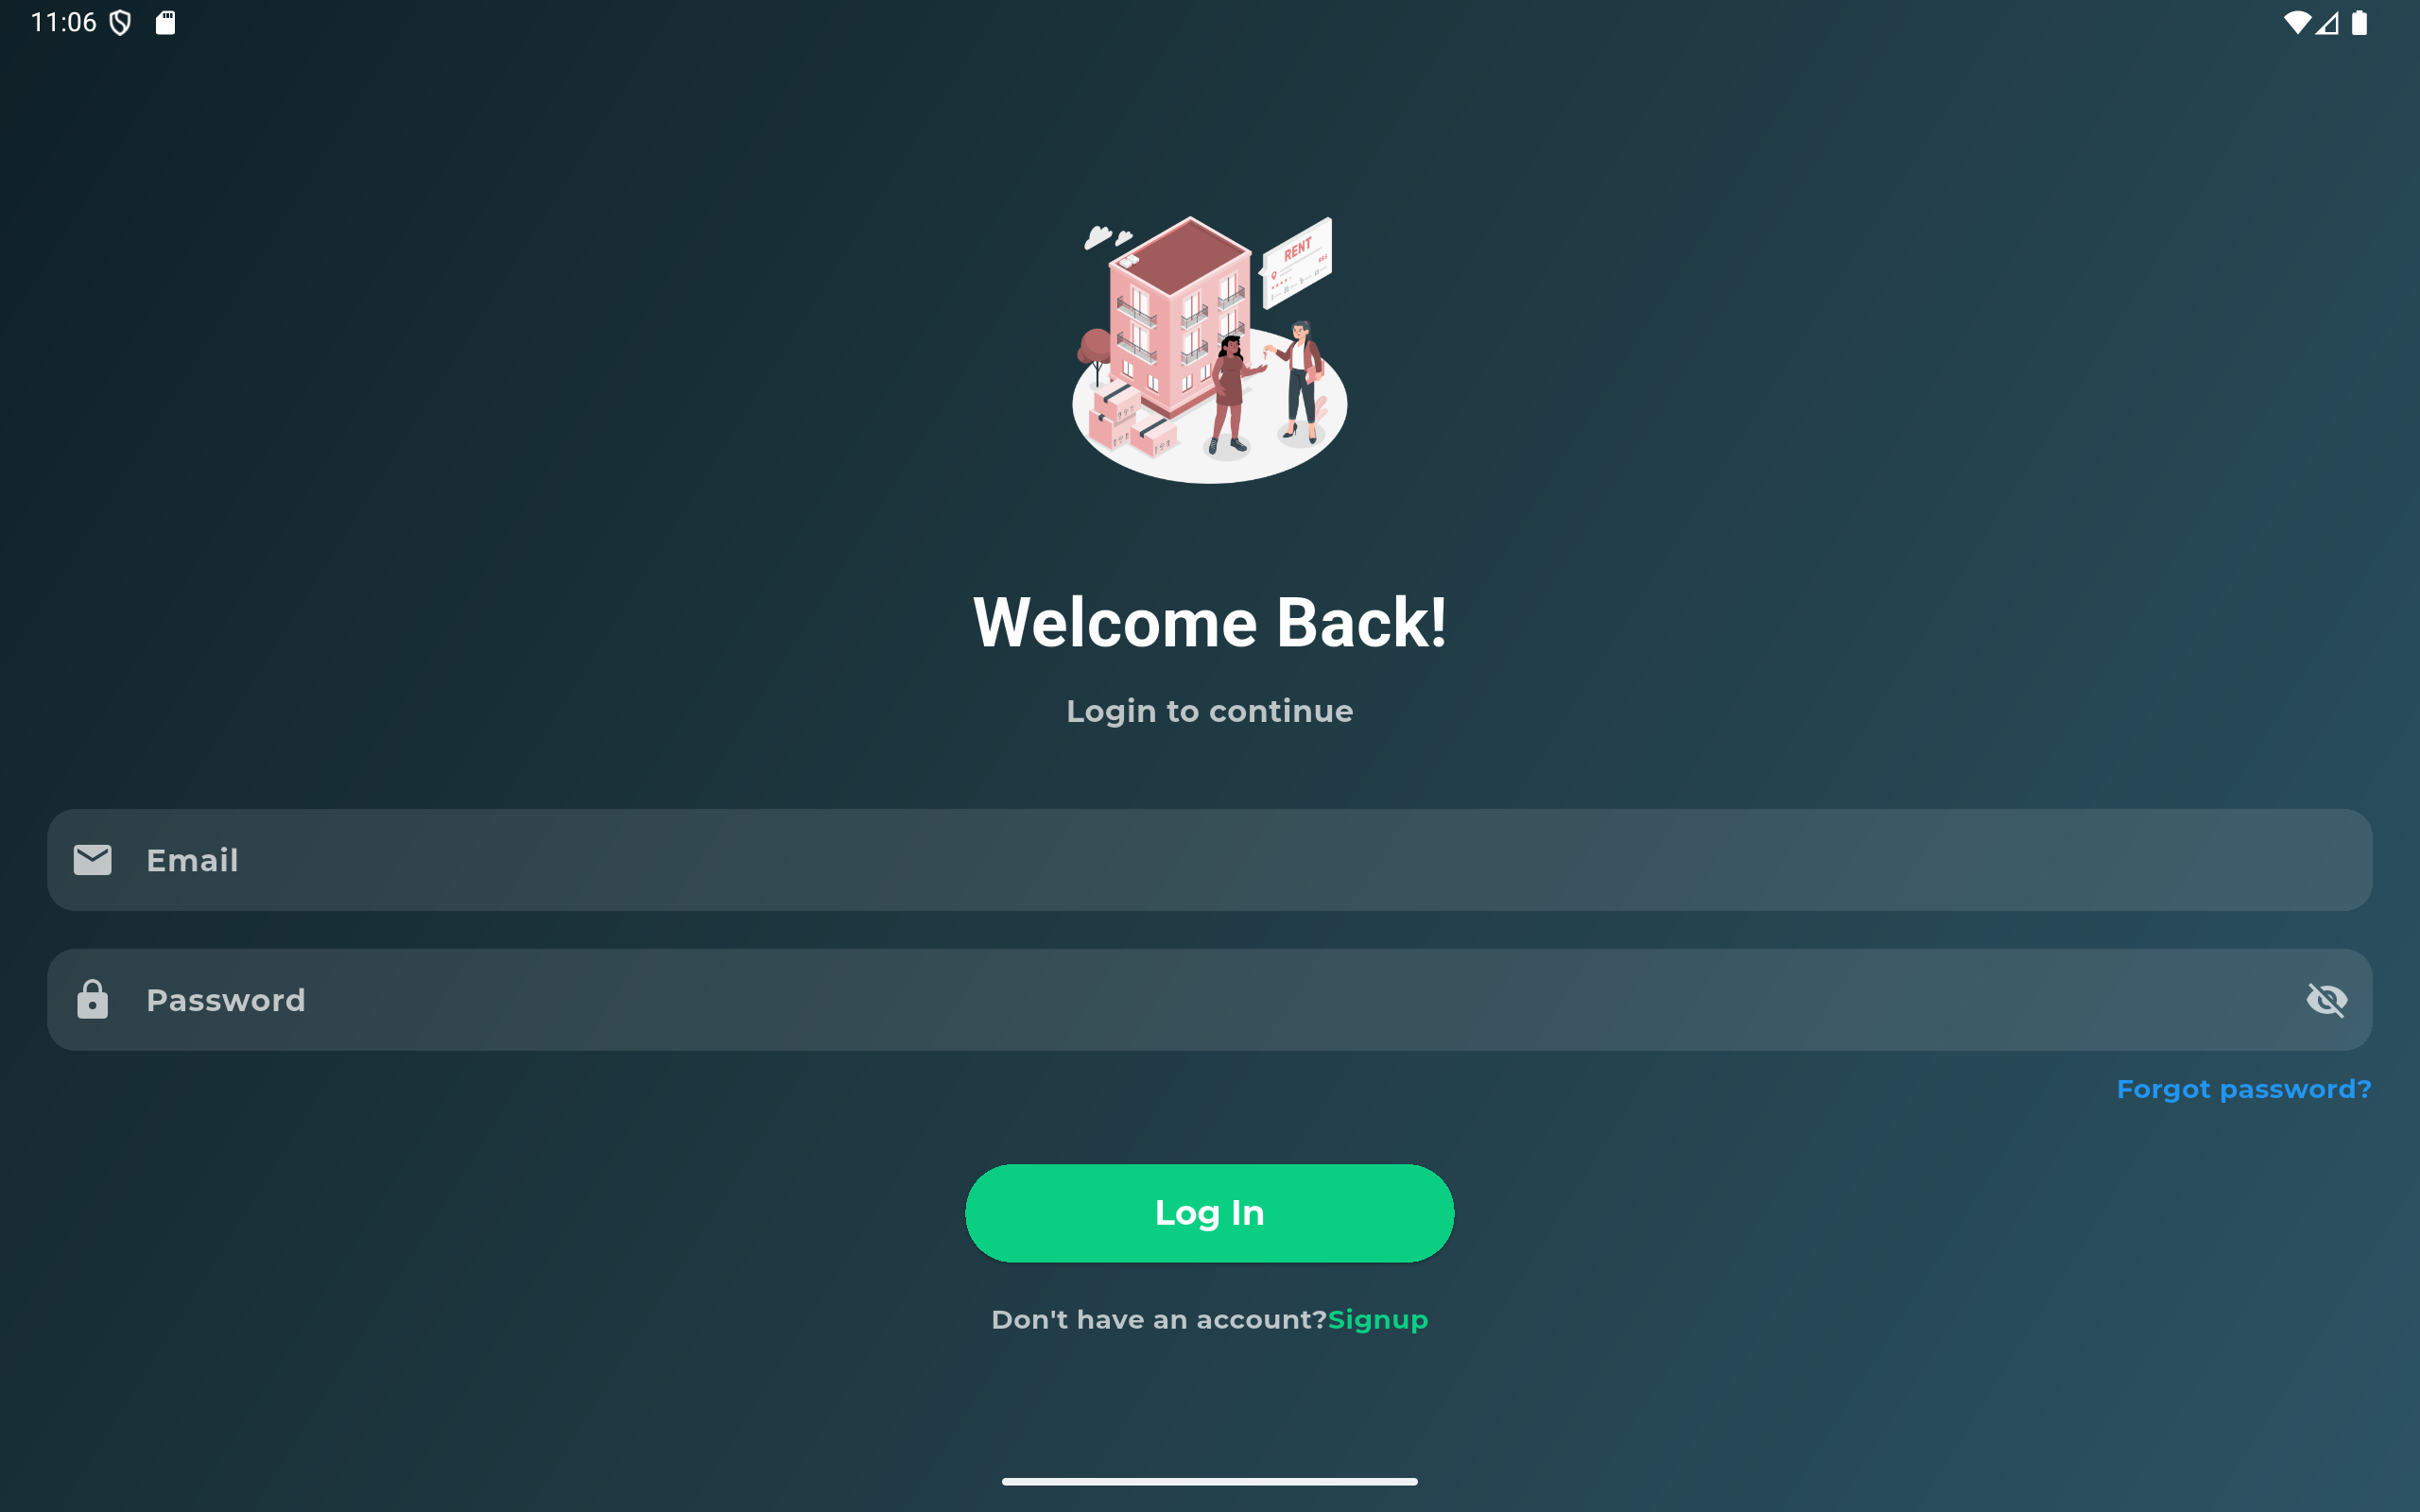 11:06
RENT
$$$
Welcome Back!
Login to continue
Email
Password
Forgot password?
Log In
Don't have an account?Signup